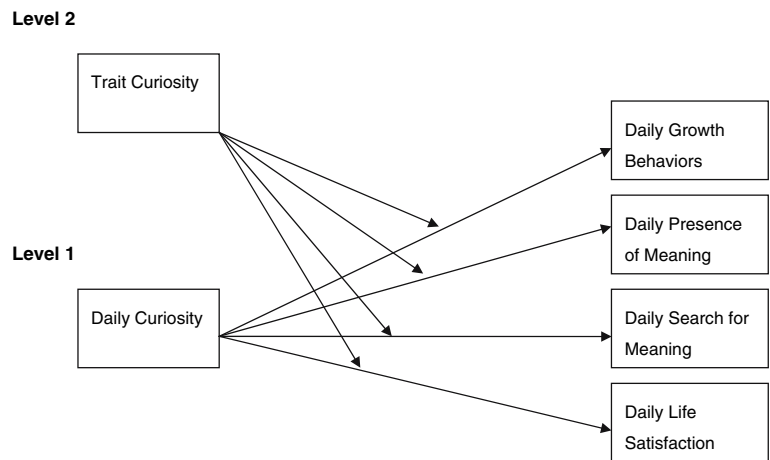 Level 2
Trait Curiosity
Daily Growth
Behaviors
Daily Presence
of Meaning
Level 1
Daily Curiosity
Daily Search for
Meaning
Daily Life
Satisfaction